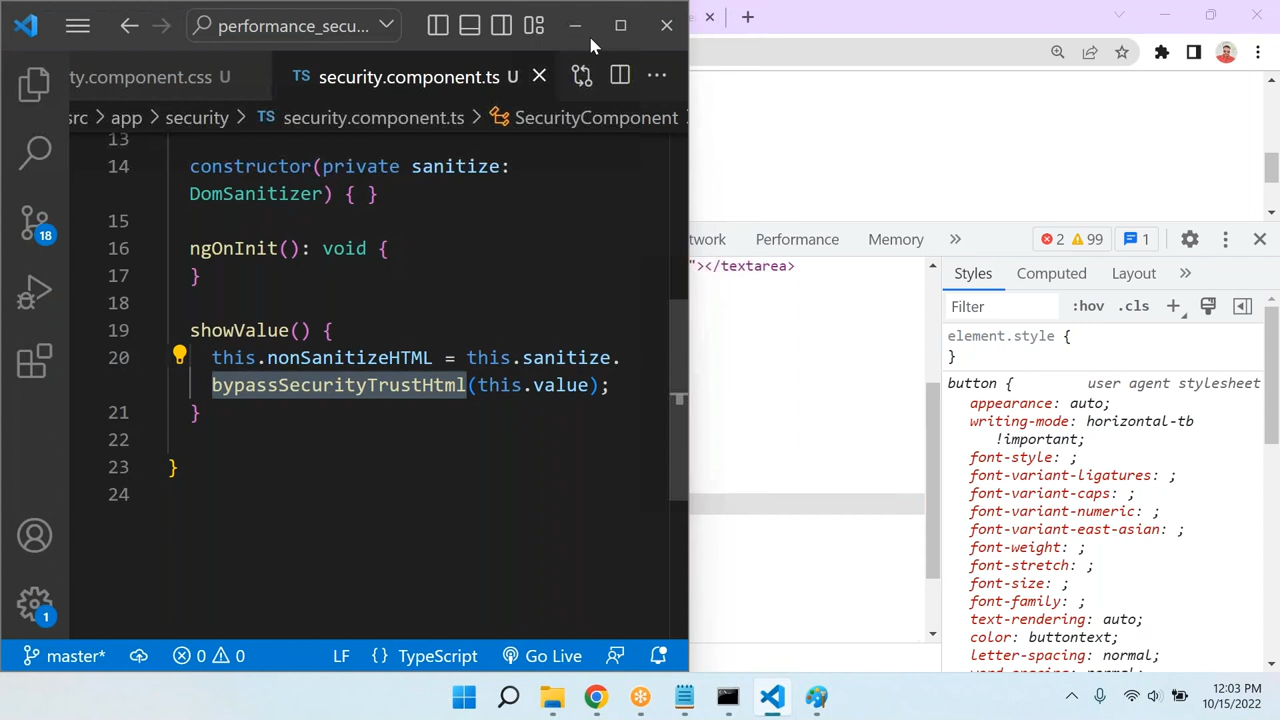 performance_secu...
ty.component.css U
TS security.component.ts U
src > app > security > TS security.component.ts > SecurityComponent
13
14 constructor(private sanitize:
DomSanitizer) { }
15
16 ngOnInit(): void {
17 }
18
19 showValue() {
20 this.nonSanitizeHTML = this.sanitize.
bypassSecurityTrustHtml(this.value);
21 }
22
23 }
24
18
1
master*
0 0
LF
{} TypeScript
Go Live
twork
Performance
Memory
2
99
1
"></textarea>
Styles
Computed
Layout
Filter
:hov
.cls
element.style {
}
button { user agent stylesheet
appearance: auto;
writing-mode: horizontal-tb
!important;
font-style: ;
font-variant-ligatures: ;
font-variant-caps: ;
font-variant-numeric: ;
font-variant-east-asian: ;
font-weight: ;
font-stretch: ;
font-size: ;
font-family: ;
text-rendering: auto;
color: buttontext;
letter-spacing: normal;
word-spacing: normal;
12:03 PM
10/15/2022